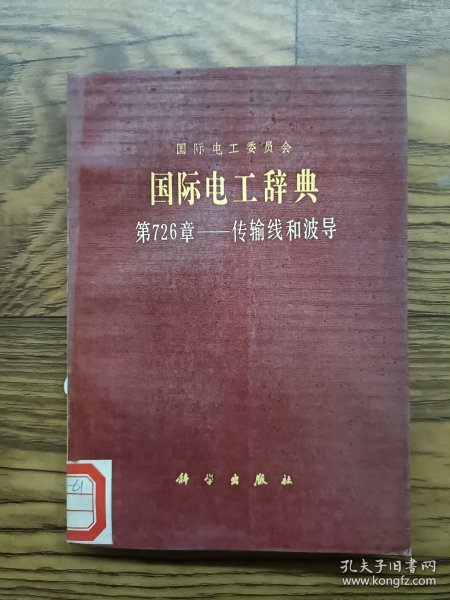 国际电工委员会
国际电工辞典
第726章——传输线和波导
科学出版社
-61
孔夫子旧书网
www.kongfz.com